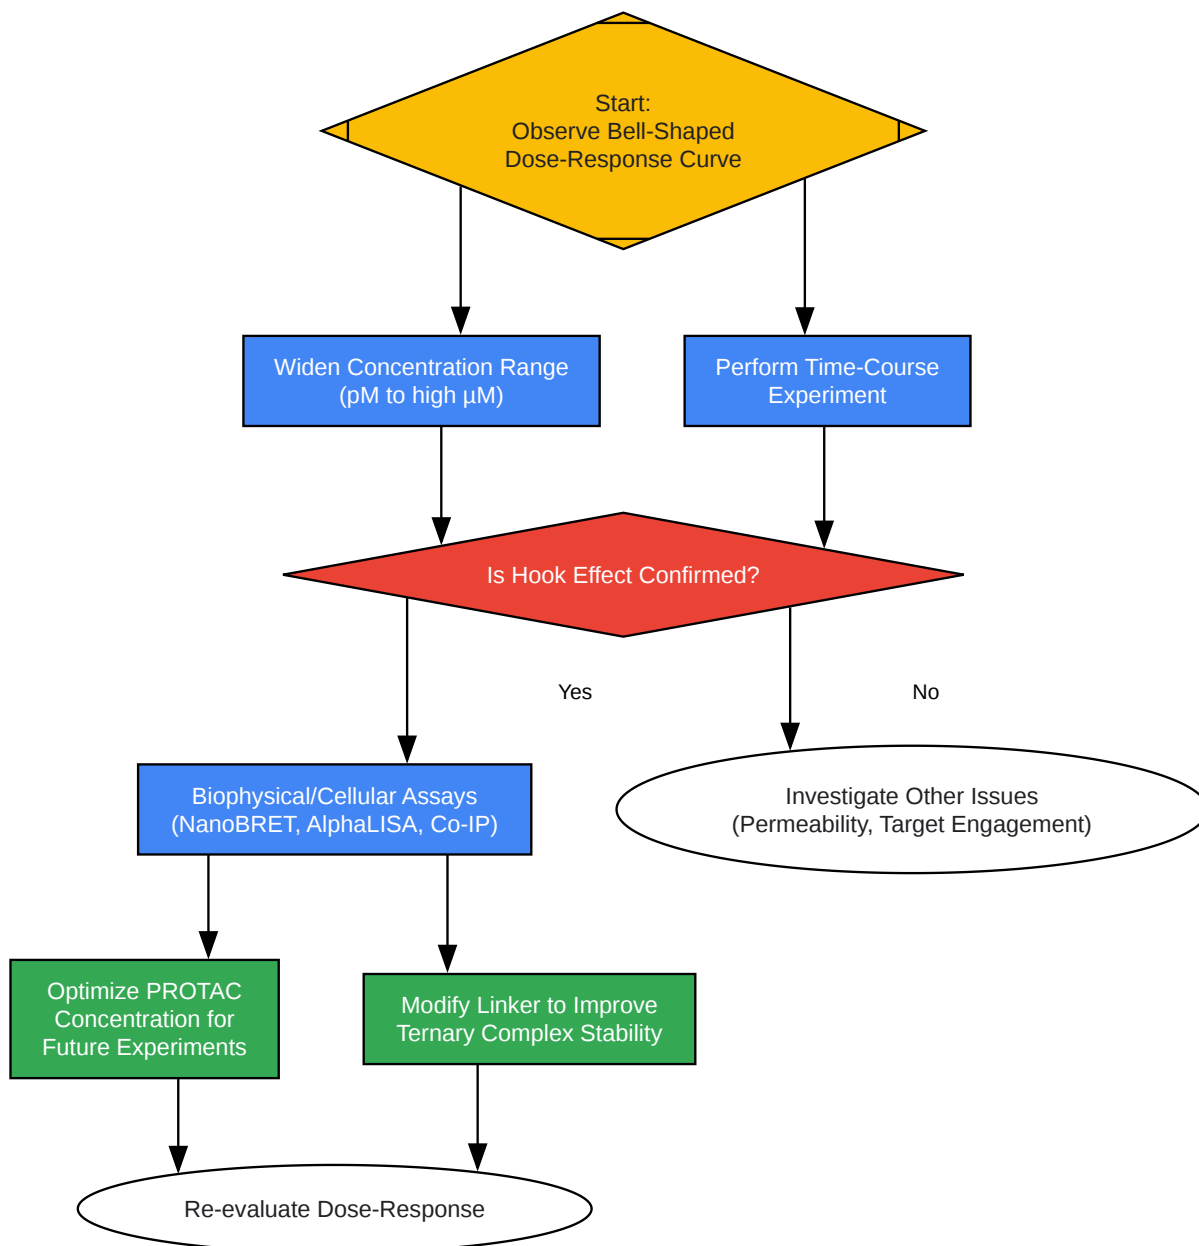 Start:
Observe Bell-Shaped
Dose-Response Curve
Widen Concentration Range
(pM to high µM)
Perform Time-Course
Experiment
Is Hook Effect Confirmed?
Yes
No
Biophysical/Cellular Assays
(NanoBRET, AlphaLISA, Co-IP)
Investigate Other Issues
(Permeability, Target Engagement)
Optimize PROTAC
Concentration for
Future Experiments
Modify Linker to Improve
Ternary Complex Stability
Re-evaluate Dose-Response